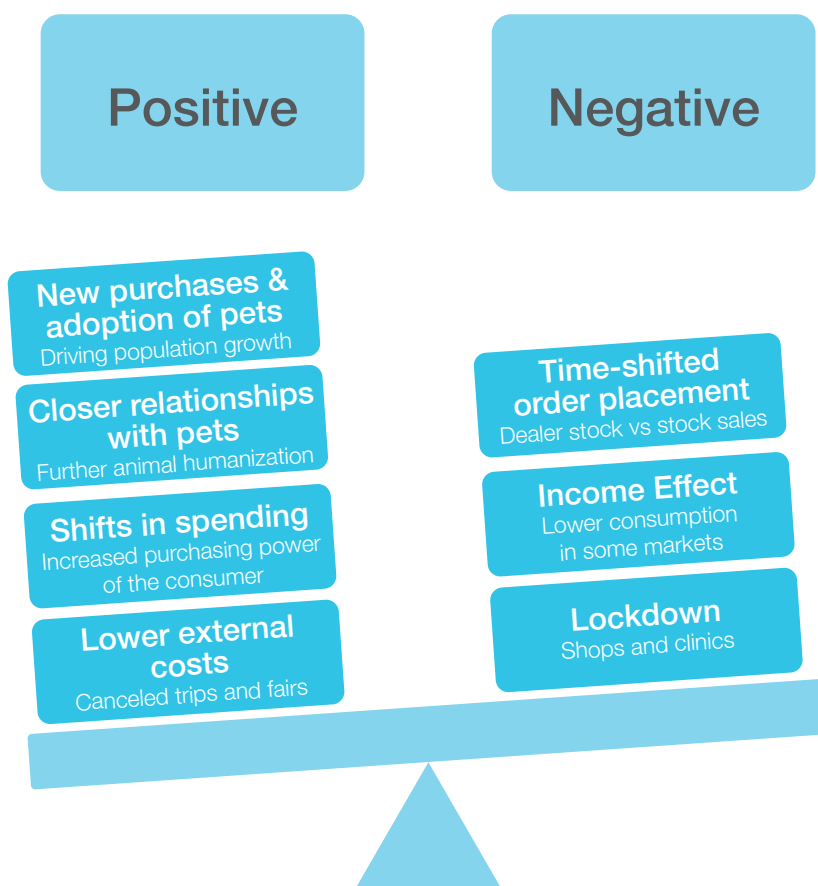 Positive
Negative
New purchases &
adoption of pets
Driving population growth
Closer relationships
with pets
Further animal humanization
Shifts in spending
Increased purchasing power
of the consumer
Lower external
costs
Canceled trips and fairs
Time-shifted
order placement
Dealer stock vs stock sales
Income Effect
Lower consumption
in some markets
Lockdown
Shops and clinics